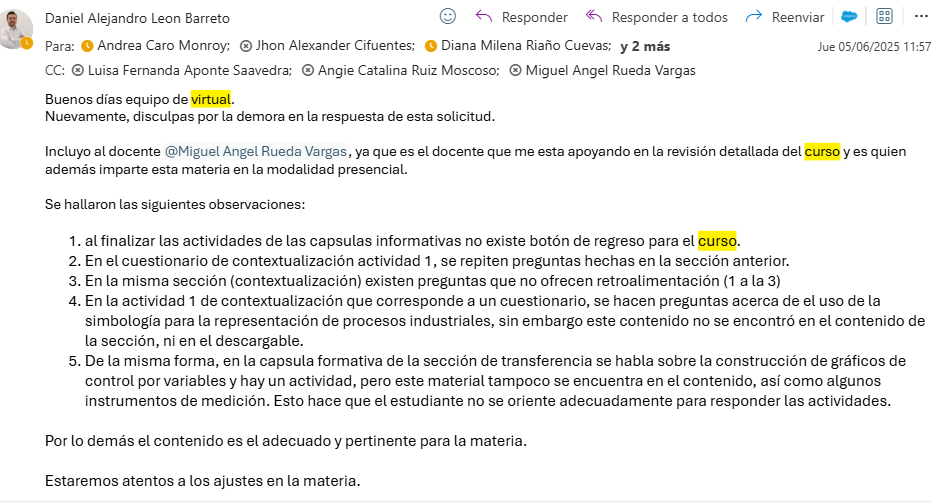 Daniel Alejandro Leon Barreto
Responder
Responder a todos
Reenviar
Para: Andrea Caro Monroy; Jhon Alexander Cifuentes; Diana Milena Riaño Cuevas; y 2 más
Jue 05/06/2025 11:57
CC: Luisa Fernanda Aponte Saavedra; Angie Catalina Ruiz Moscoso; Miguel Angel Rueda Vargas
Buenos días equipo de virtual.
Nuevamente, disculpas por la demora en la respuesta de esta solicitud.
Incluyo al docente @Miguel Angel Rueda Vargas, ya que es el docente que me esta apoyando en la revisión detallada del curso y es quien
además imparte esta materia en la modalidad presencial.
Se hallaron las siguientes observaciones:
1. al finalizar las actividades de las capsulas informativas no existe botón de regreso para el curso.
2. En el cuestionario de contextualización actividad 1, se repiten preguntas hechas en la sección anterior.
3. En la misma sección (contextualización) existen preguntas que no ofrecen retroalimentación (1 a la 3)
4. En la actividad 1 de contextualización que corresponde a un cuestionario, se hacen preguntas acerca de el uso de la
simbología para la representación de procesos industriales, sin embargo este contenido no se encontró en el contenido de
la sección, ni en el descargable.
5. De la misma forma, en la capsula formativa de la sección de transferencia se habla sobre la construcción de gráficos de
control por variables y hay un actividad, pero este material tampoco se encuentra en el contenido, así como algunos
instrumentos de medición. Esto hace que el estudiante no se oriente adecuadamente para responder las actividades.
Por lo demás el contenido es el adecuado y pertinente para la materia.
Estaremos atentos a los ajustes en la materia.